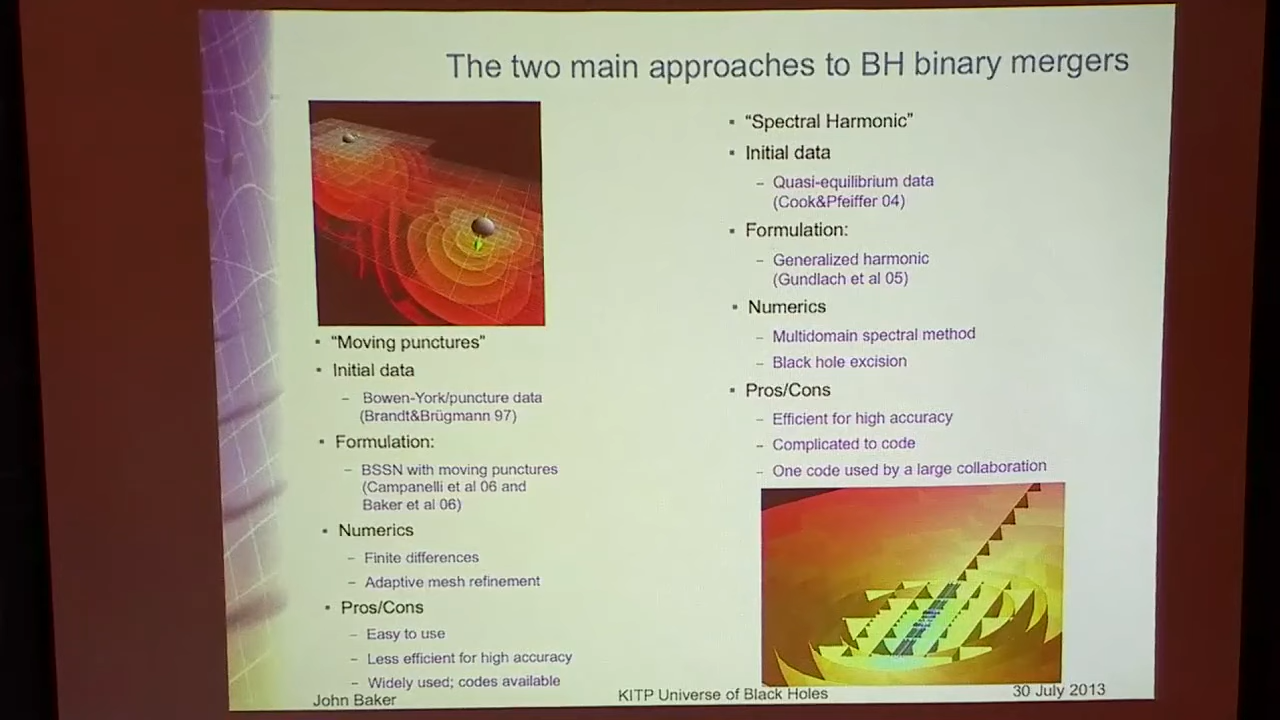 The two main approaches to BH binary mergers
▪ "Moving punctures"
▪ Initial data
– Bowen-York/puncture data
(Brandt&Brügmann 97)
▪ Formulation:
– BSSN with moving punctures
(Campanelli et al 06 and
Baker et al 06)
▪ Numerics
– Finite differences
– Adaptive mesh refinement
▪ Pros/Cons
– Easy to use
– Less efficient for high accuracy
– Widely used; codes available
▪ "Spectral Harmonic"
▪ Initial data
– Quasi-equilibrium data
(Cook&Pfeiffer 04)
▪ Formulation:
– Generalized harmonic
(Gundlach et al 05)
▪ Numerics
– Multidomain spectral method
– Black hole excision
▪ Pros/Cons
– Efficient for high accuracy
– Complicated to code
– One code used by a large collaboration
John Baker
KITP Universe of Black Holes
30 July 2013